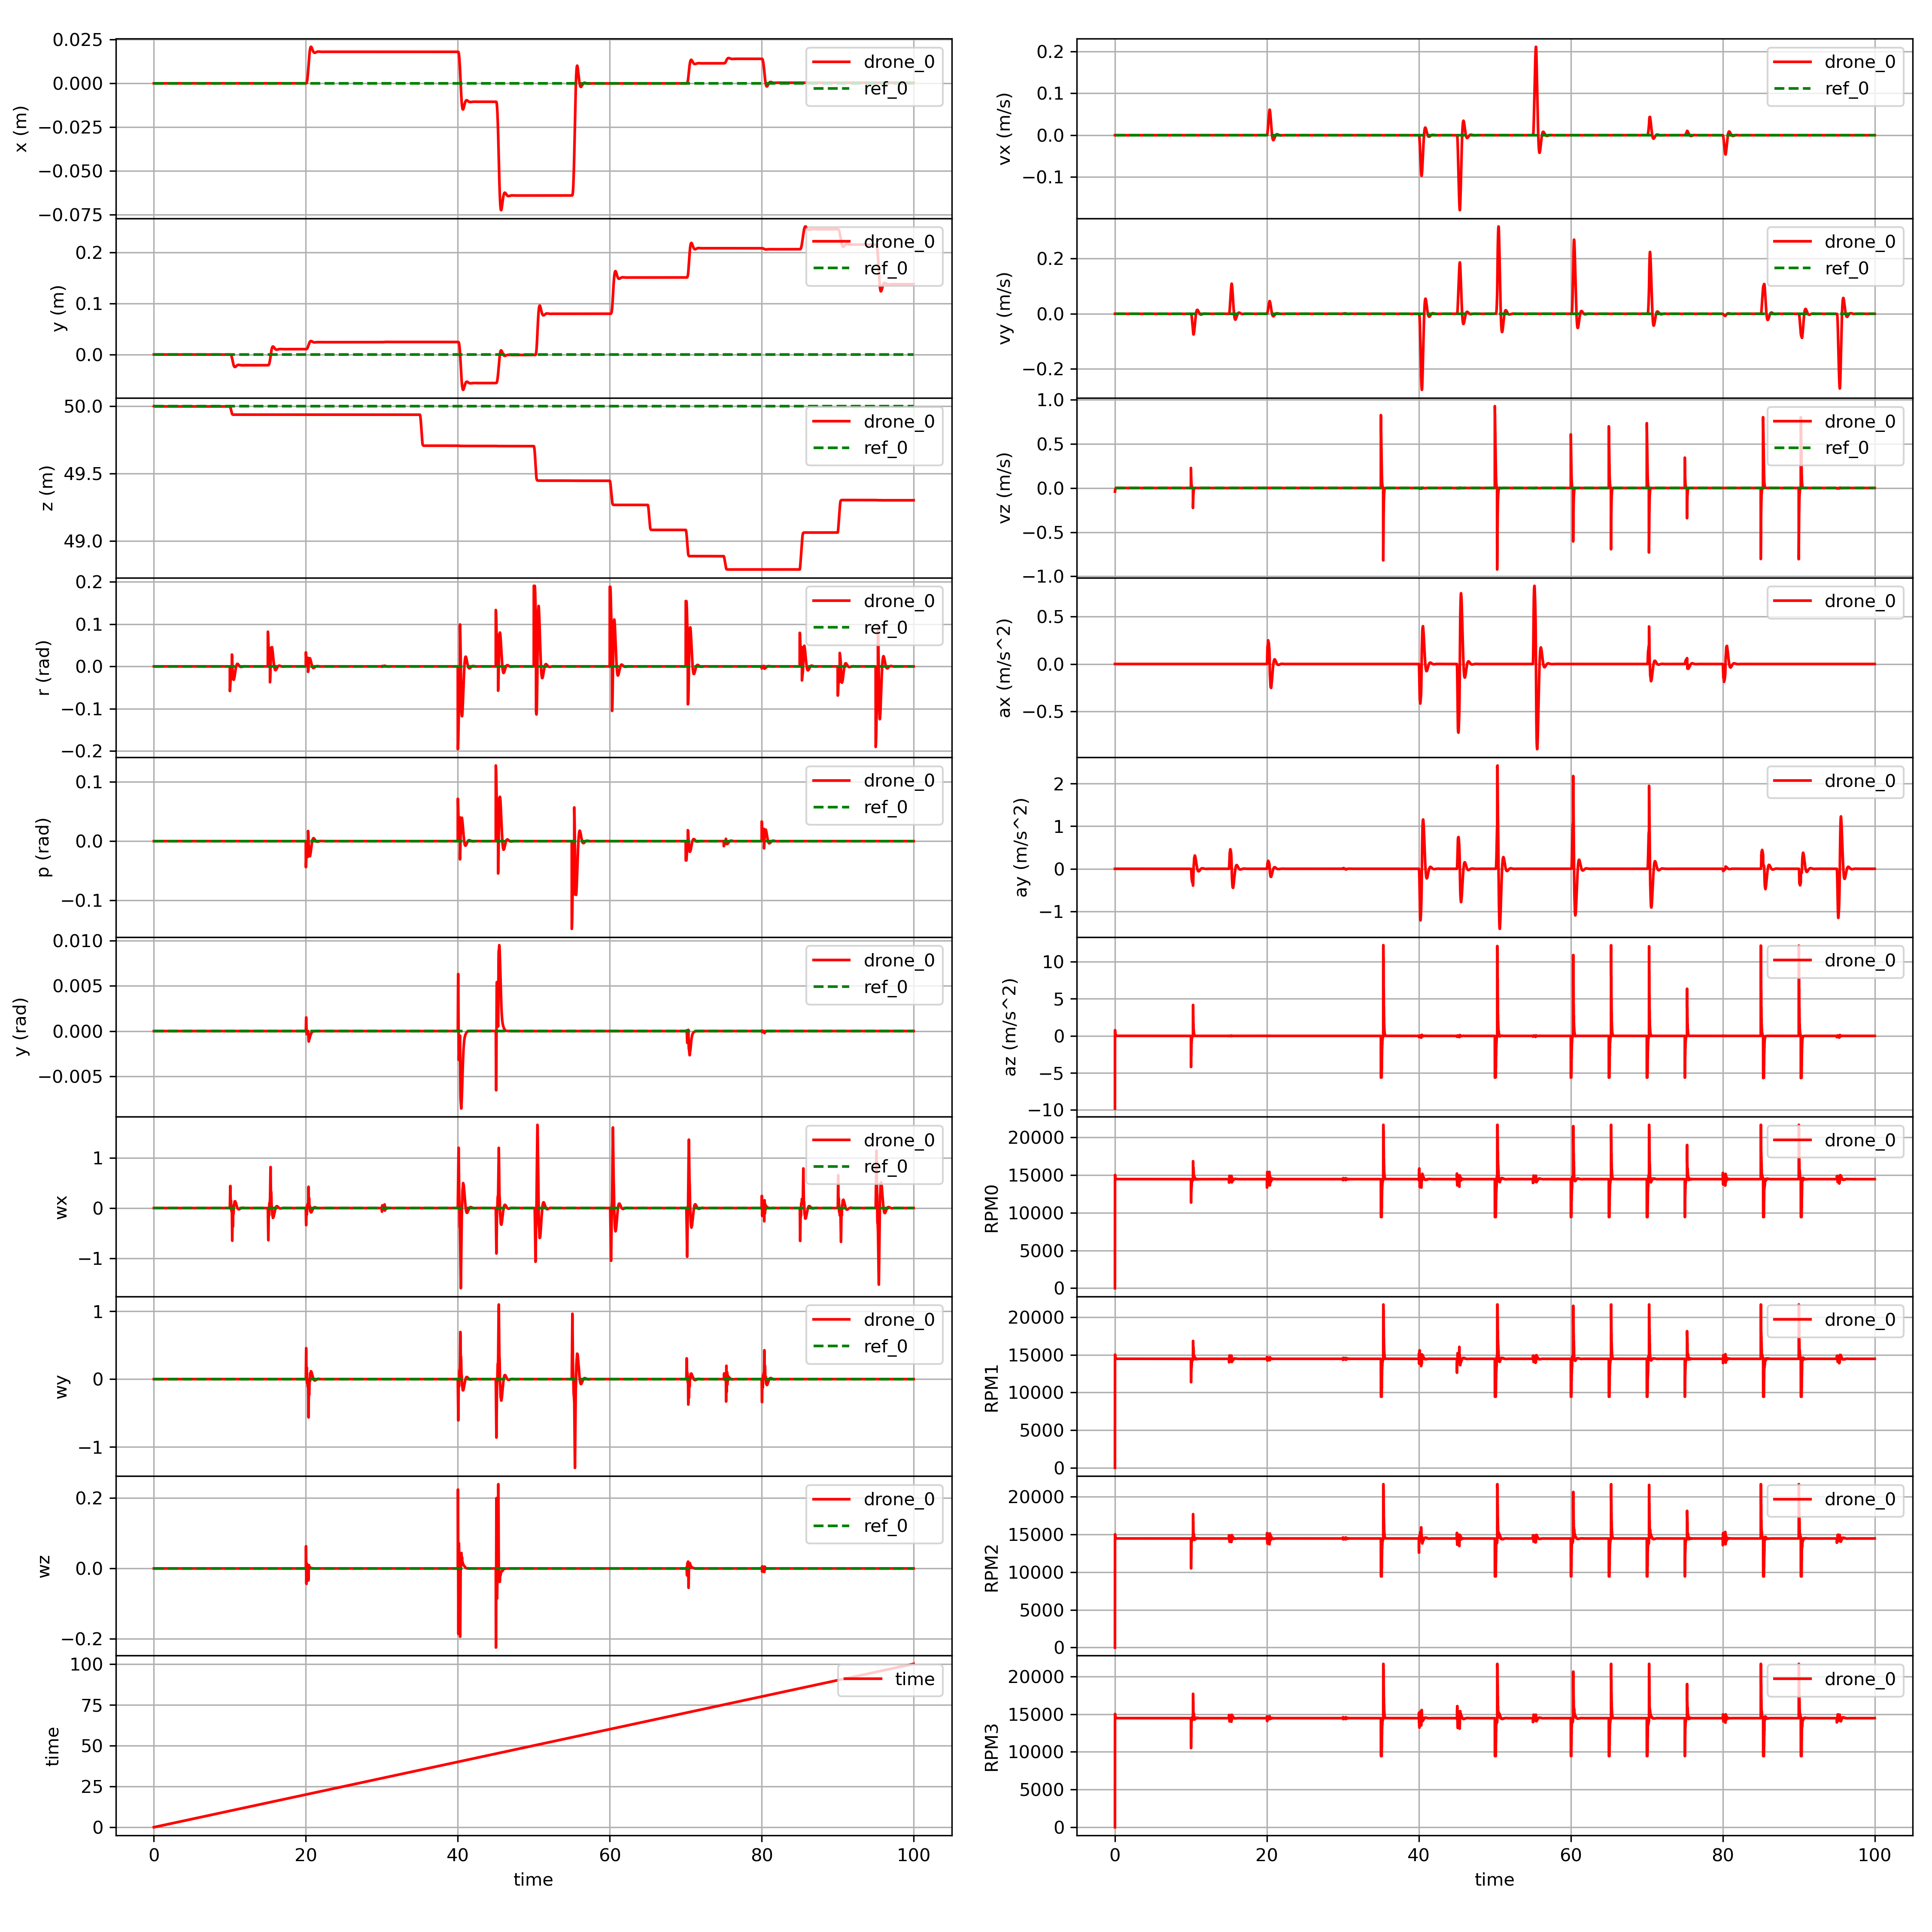 0.025
0.000
−0.025
−0.050
−0.075
x (m)
drone_0
ref_0
0.2
0.1
0.0
y (m)
drone_0
ref_0
50.0
49.5
49.0
z (m)
drone_0
ref_0
0.2
0.1
0.0
−0.1
−0.2
r (rad)
drone_0
ref_0
0.1
0.0
−0.1
p (rad)
drone_0
ref_0
0.010
0.005
0.000
−0.005
y (rad)
drone_0
ref_0
1
0
−1
wx
drone_0
ref_0
1
0
−1
wy
drone_0
ref_0
0.2
0.0
−0.2
wz
drone_0
ref_0
100
75
50
25
0
time
time
0 20 40 60 80 100
time
0.2
0.1
0.0
−0.1
vx (m/s)
drone_0
ref_0
0.2
0.0
−0.2
vy (m/s)
drone_0
ref_0
1.0
0.5
0.0
−0.5
−1.0
vz (m/s)
drone_0
ref_0
0.5
0.0
−0.5
ax (m/s^2)
drone_0
2
1
0
−1
ay (m/s^2)
drone_0
10
5
0
−5
−10
az (m/s^2)
drone_0
20000
15000
10000
5000
0
RPM0
drone_0
20000
15000
10000
5000
0
RPM1
drone_0
20000
15000
10000
5000
0
RPM2
drone_0
20000
15000
10000
5000
0
RPM3
drone_0
0 20 40 60 80 100
time